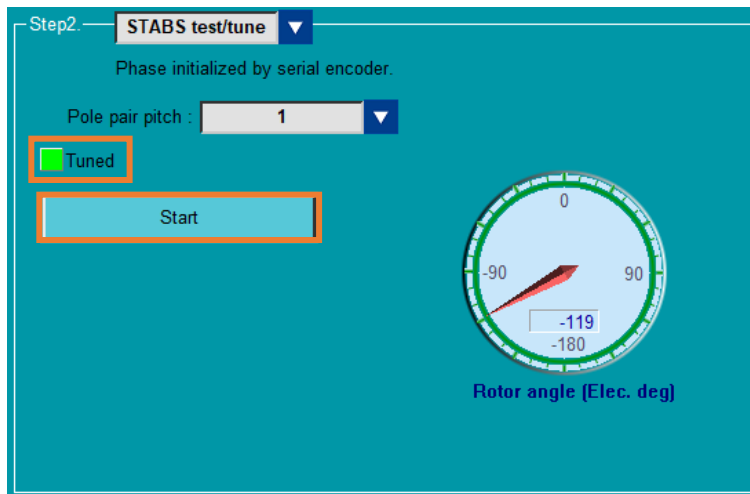 Step2.
STABS test/tune
Phase initialized by serial encoder.
Pole pair pitch :
1
Tuned
Start
0
-90
90
-119
-180
Rotor angle (Elec. deg)